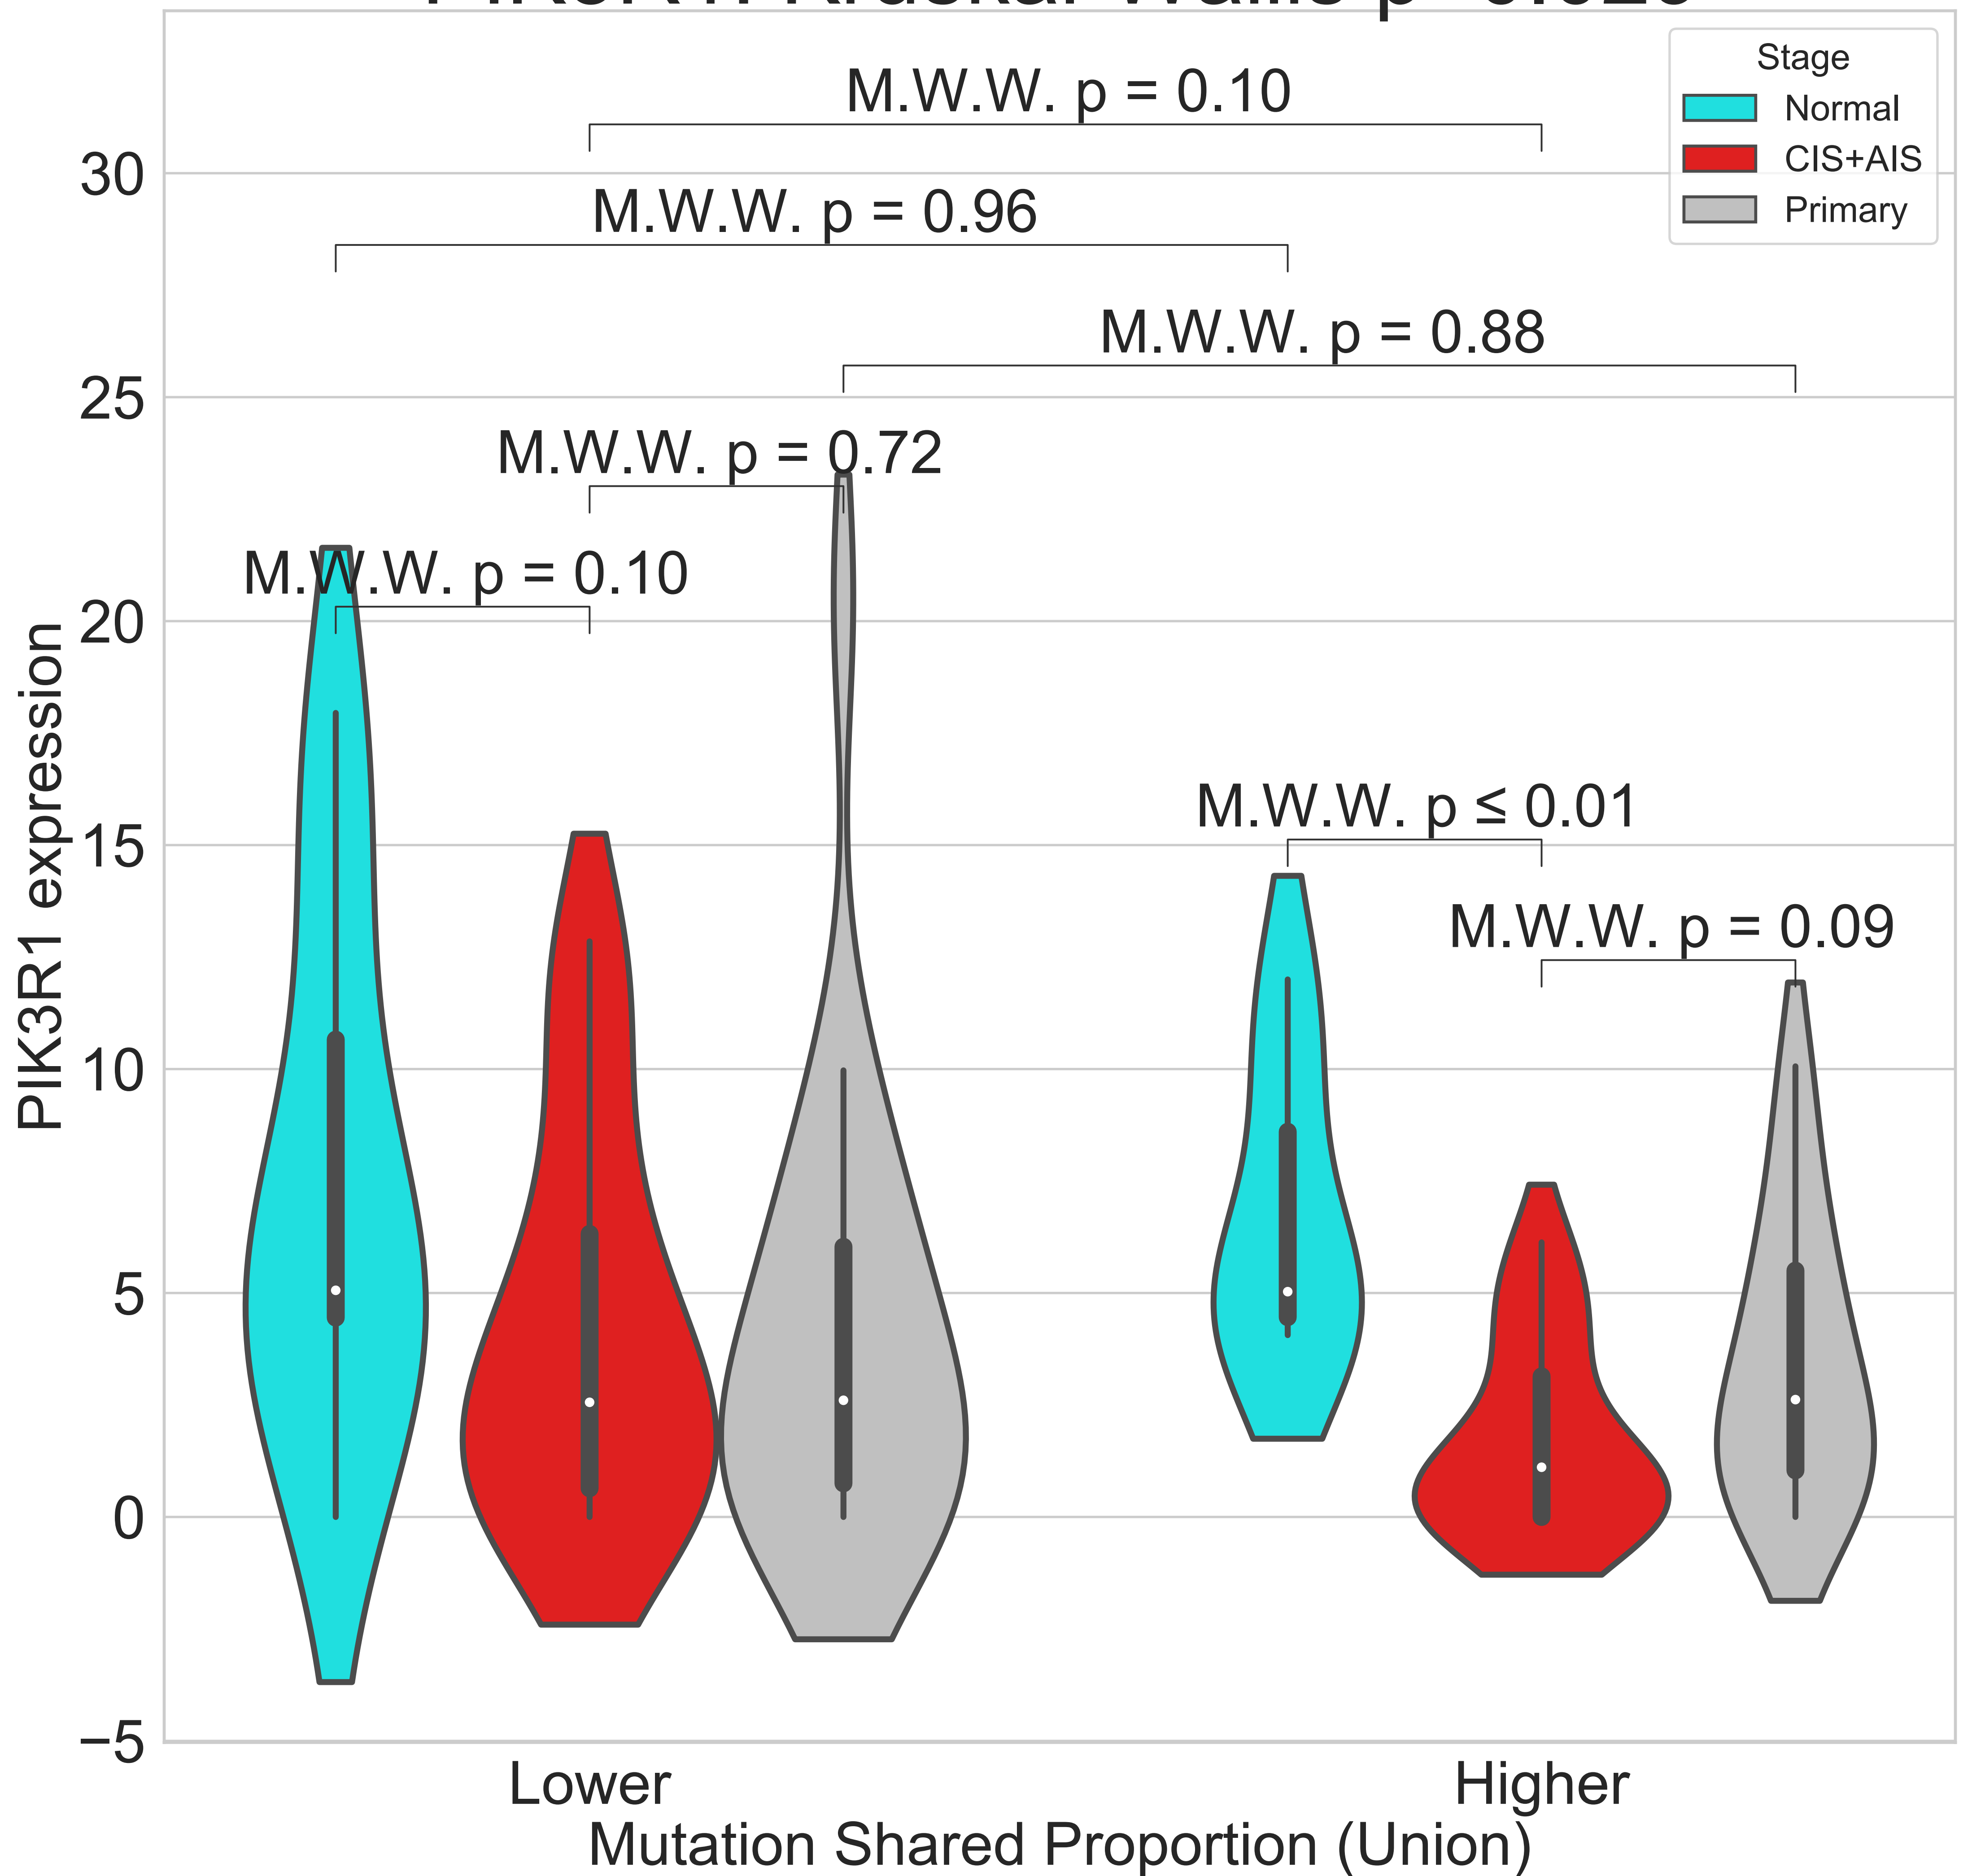 Stage
Normal
CIS+AIS
Primary
M.W.W. p = 0.10
M.W.W. p = 0.96
M.W.W. p = 0.88
M.W.W. p = 0.72
M.W.W. p = 0.10
M.W.W. p ≤ 0.01
M.W.W. p = 0.09
PIK3R1 expression
30
25
20
15
10
5
0
−5
Lower
Higher
Mutation Shared Proportion (Union)